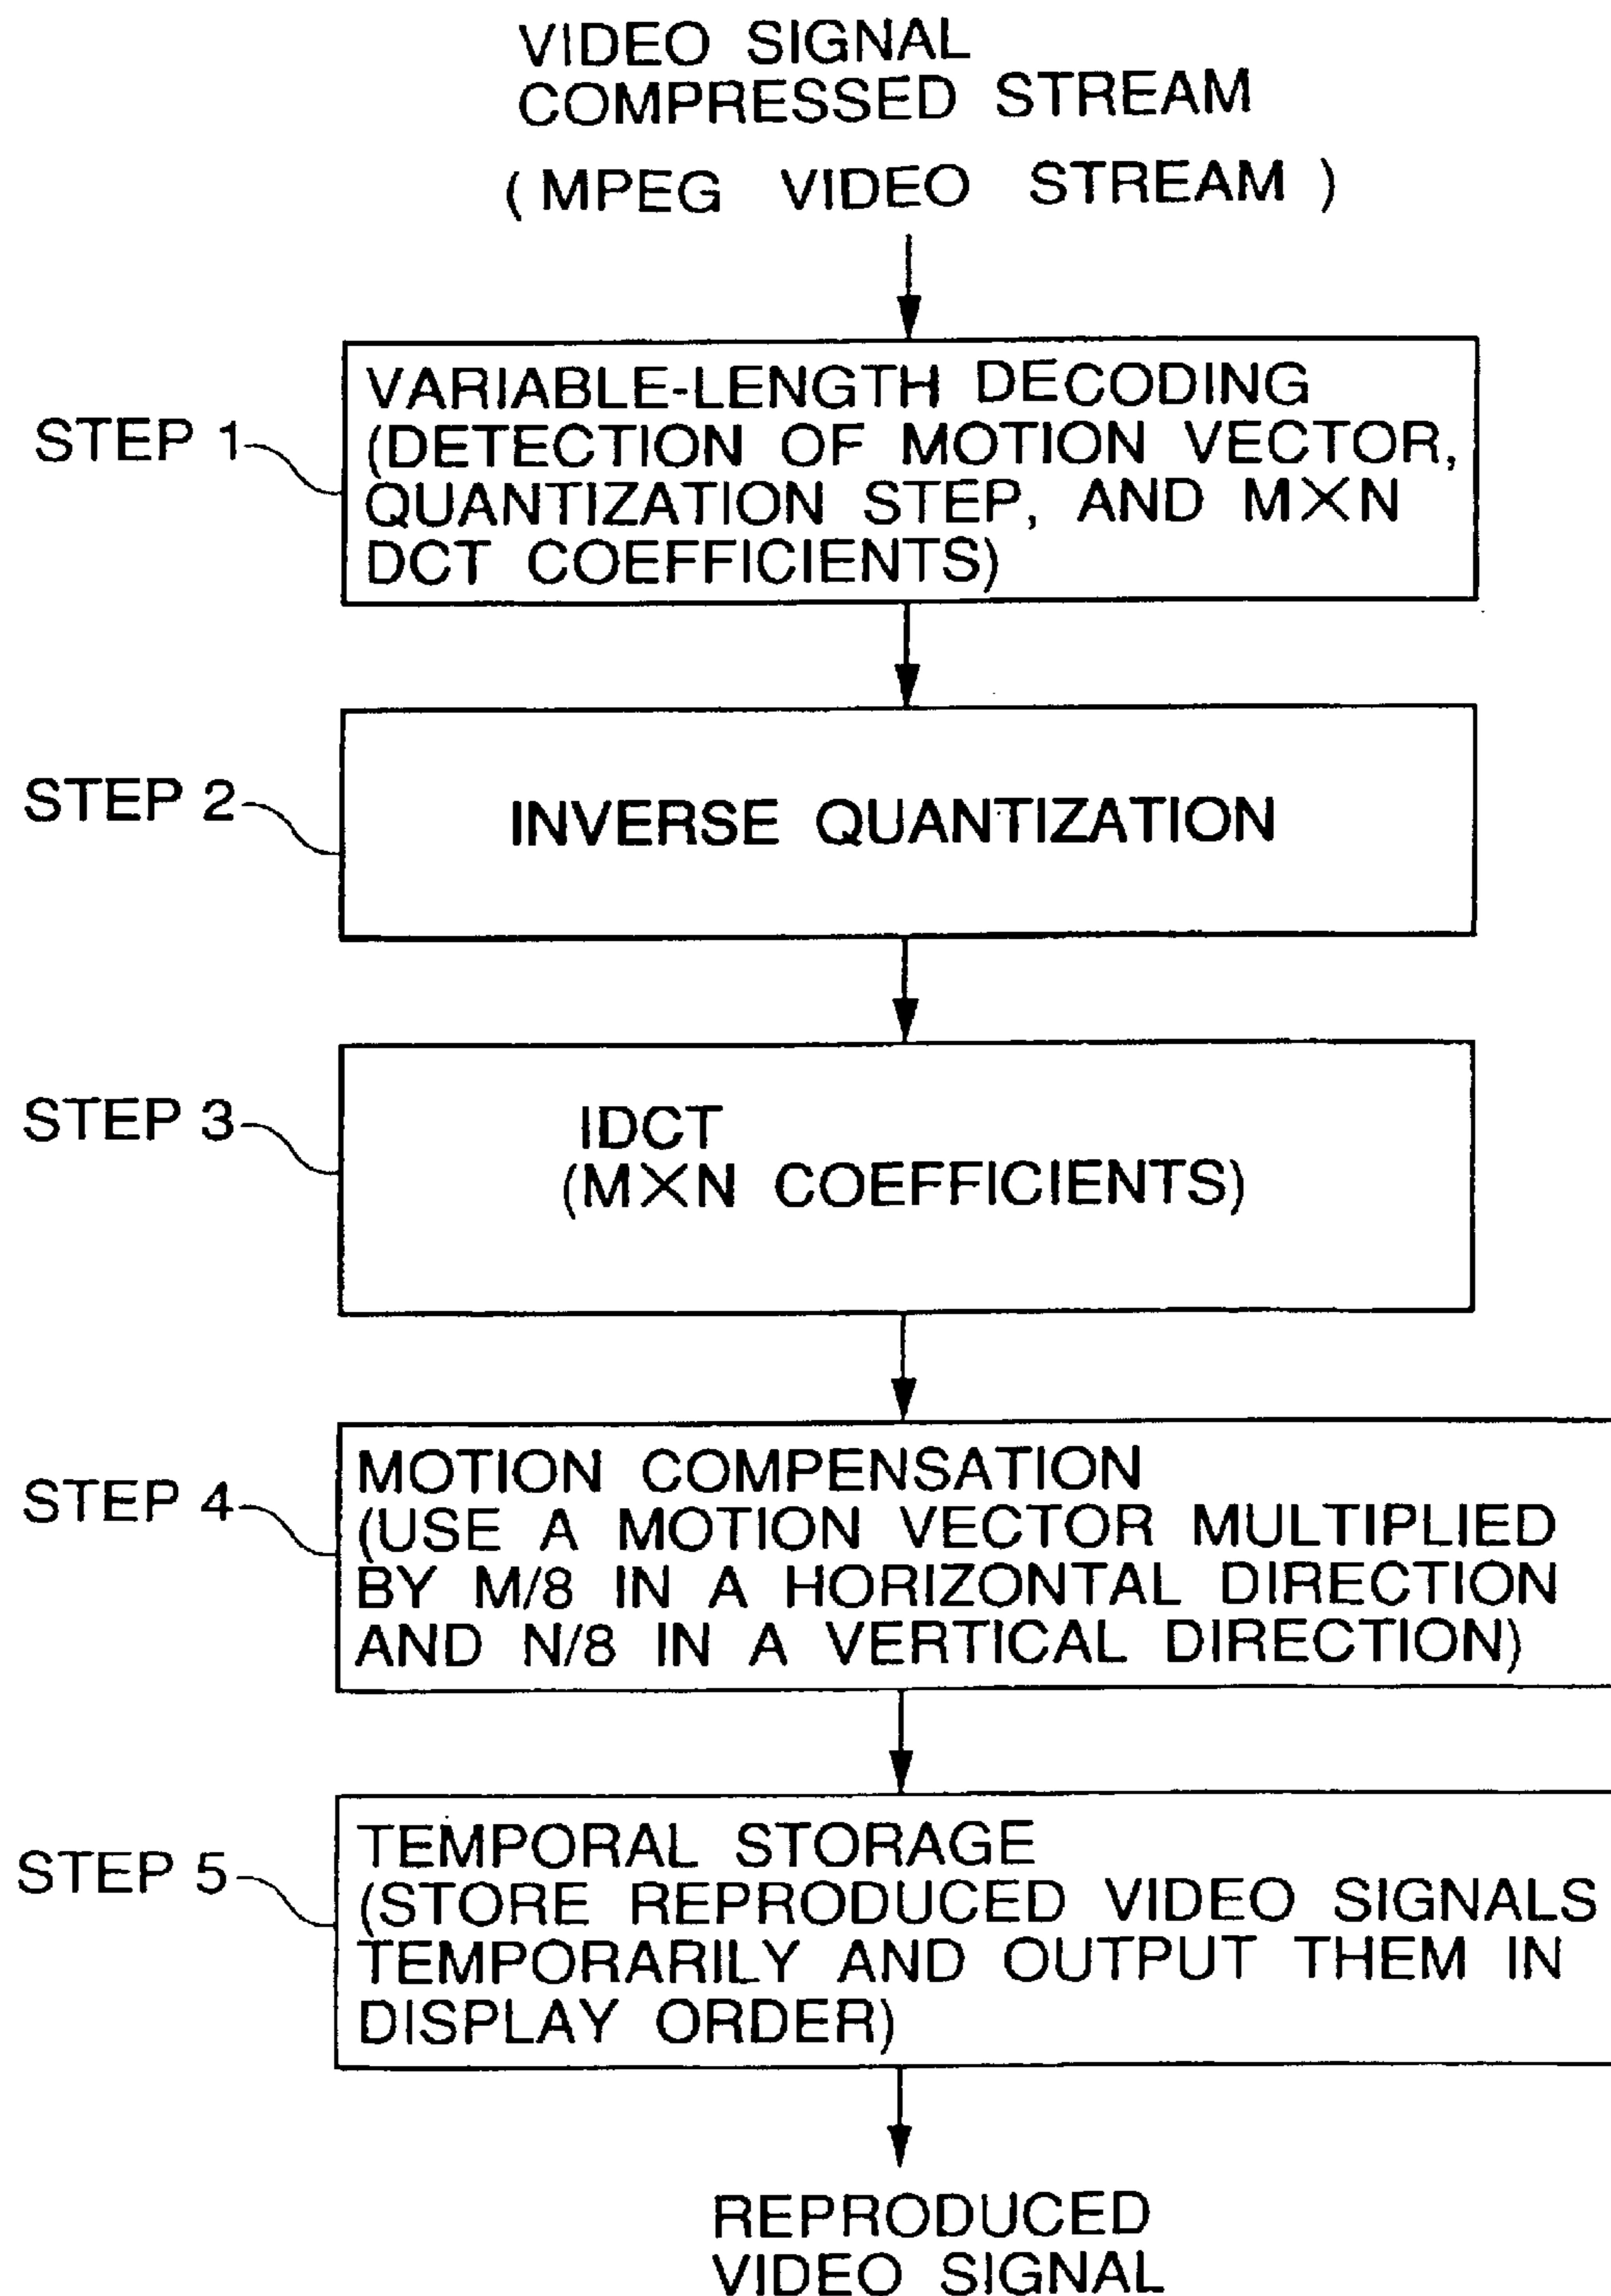 VIDEO SIGNAL
COMPRESSED STREAM
( MPEG VIDEO STREAM )
STEP 1
VARIABLE-LENGTH DECODING
(DETECTION OF MOTION VECTOR,
QUANTIZATION STEP, AND M×N
DCT COEFFICIENTS)
STEP 2
INVERSE QUANTIZATION
STEP 3
IDCT
(M×N COEFFICIENTS)
STEP 4
MOTION COMPENSATION
(USE A MOTION VECTOR MULTIPLIED
BY M/8 IN A HORIZONTAL DIRECTION
AND N/8 IN A VERTICAL DIRECTION)
STEP 5
TEMPORAL STORAGE
(STORE REPRODUCED VIDEO SIGNALS
TEMPORARILY AND OUTPUT THEM IN
DISPLAY ORDER)
REPRODUCED
VIDEO SIGNAL